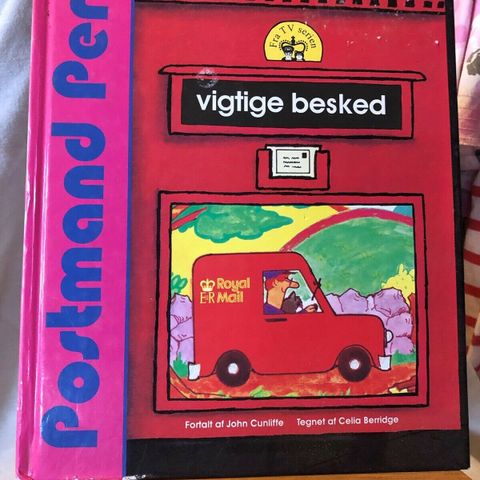 Postmand Per
Fra TV serien
vigtige besked
Royal
E R Mail
Fortalt af John Cunliffe Tegnet af Celia Berridge